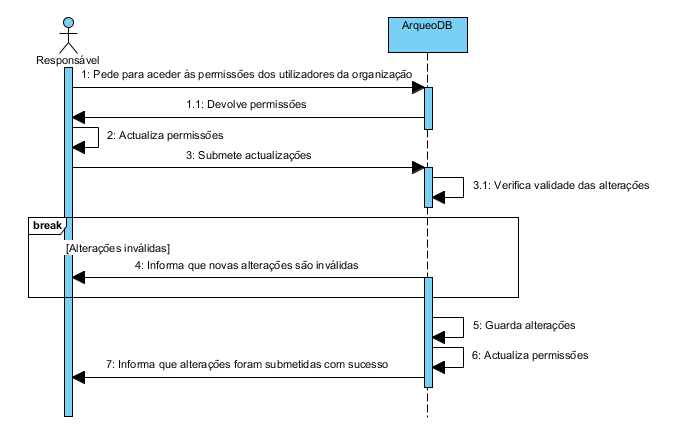 ArqueoDB
Responsável
1: Pede para aceder às permissões dos utilizadores da organização
1.1: Devolve permissões
2: Actualiza permissões
3: Submete actualizações
3.1: Verifica validade das alterações
break
[Alterações inválidas]
4: Informa que novas alterações são inválidas
5: Guarda alterações
6: Actualiza permissões
7: Informa que alterações foram submetidas com sucesso